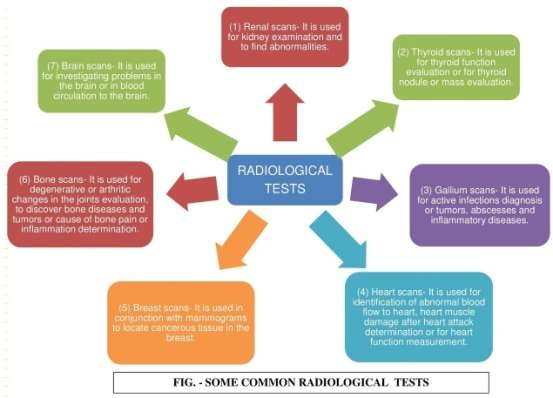 (1) Renal scans- It is used
for kidney examination and
to find abnormalities.
(2) Thyroid scans- It is used
for thyroid function
evaluation or for thyroid
nodule or mass evaluation.
(3) Gallium scans- It is used
for active infections diagnosis
or tumors, abscesses and
inflammatory diseases.
(4) Heart scans- It is used for
identification of abnormal blood
flow to heart, heart muscle
damage after heart attack
determination or for heart
function measurement.
(5) Breast scans- It is used in
conjunction with mammograms
to locate cancerous tissue in the
breast.
(6) Bone scans- It is used for
degenerative or arthritic
changes in the joints evaluation,
to discover bone diseases and
tumors or cause of bone pain or
inflammation determination.
(7) Brain scans- It is used
for investigating problems in
the brain or in blood
circulation to the brain.
RADIOLOGICAL
TESTS
FIG. - SOME COMMON RADIOLOGICAL TESTS